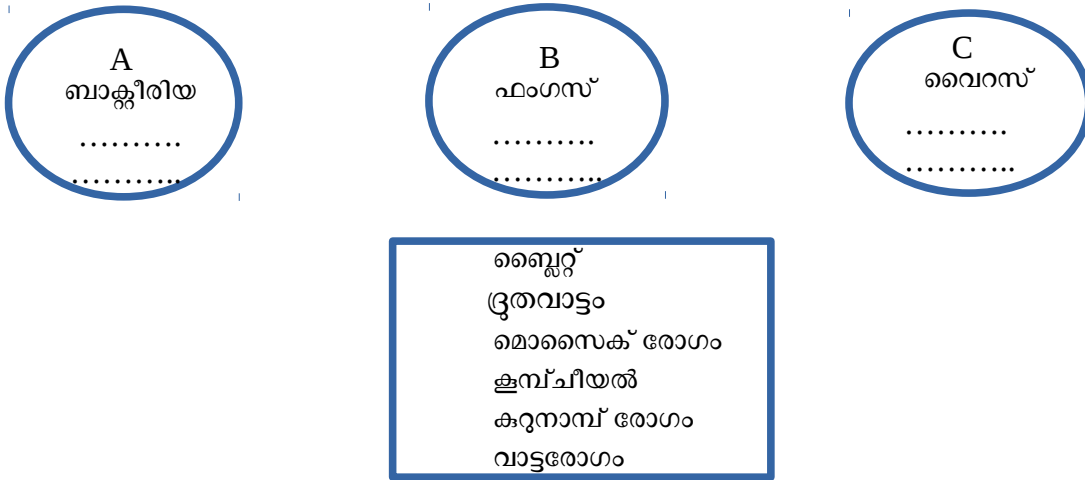 A
ബാക്റ്റീരിയ
……….
………..
B
ഫംഗസ്
……….
………..
C
വൈറസ്
……….
………..
ബ്ലൈറ്റ്
ദ്രുതവാട്ടം
മൊസൈക് രോഗം
കൂമ്പ്ചീയൽ
കുറുനാമ്പ് രോഗം
വാട്ടരോഗം